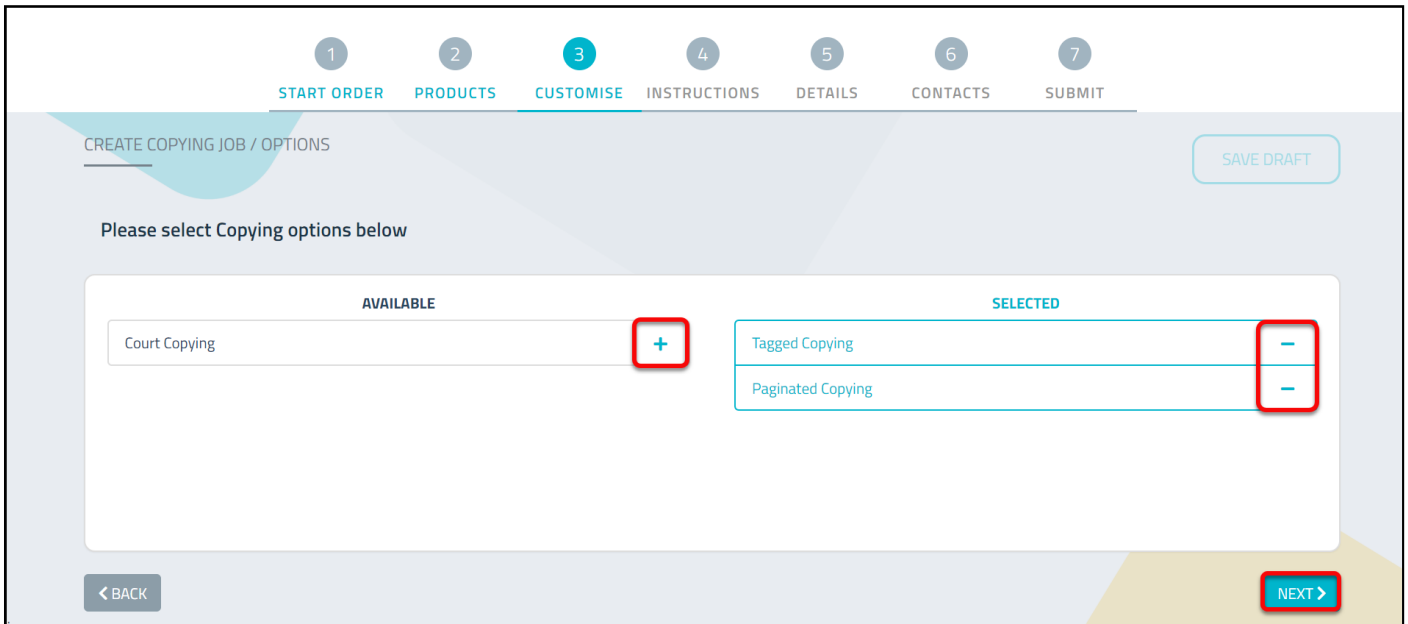 1 2 3 4 5 6 7
START ORDER PRODUCTS CUSTOMISE INSTRUCTIONS DETAILS CONTACTS SUBMIT
CREATE COPYING JOB / OPTIONS
SAVE DRAFT
Please select Copying options below
AVAILABLE
Court Copying +
SELECTED
Tagged Copying −
Paginated Copying −
BACK
NEXT